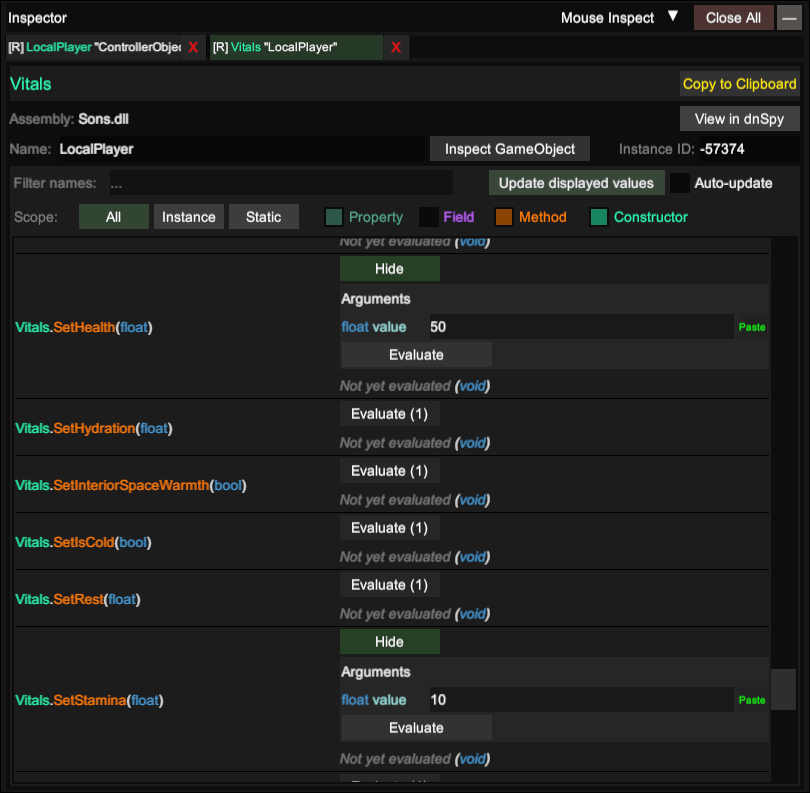 Inspector
Mouse Inspect ▼
Close All
—
[R] LocalPlayer "ControllerObjec X
[R] Vitals "LocalPlayer" X
Vitals
Copy to Clipboard
Assembly: Sons.dll
View in dnSpy
Name: LocalPlayer
Inspect GameObject
Instance ID: -57374
Filter names: ...
Update displayed values
Auto-update
Scope: All Instance Static Property Field Method Constructor
Not yet evaluated (void)
Hide
Arguments
Vitals.SetHealth(float)
float value 50 Paste
Evaluate
Not yet evaluated (void)
Evaluate (1)
Vitals.SetHydration(float)
Not yet evaluated (void)
Evaluate (1)
Vitals.SetInteriorSpaceWarmth(bool)
Not yet evaluated (void)
Evaluate (1)
Vitals.SetIsCold(bool)
Not yet evaluated (void)
Evaluate (1)
Vitals.SetRest(float)
Not yet evaluated (void)
Hide
Arguments
Vitals.SetStamina(float)
float value 10 Paste
Evaluate
Not yet evaluated (void)